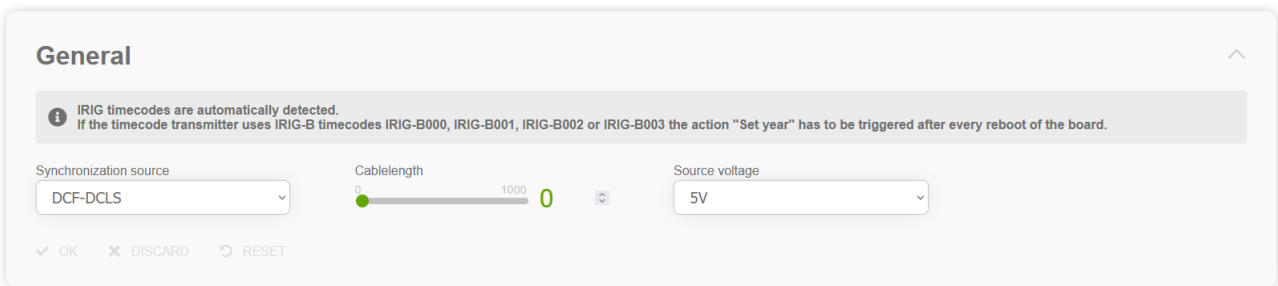 General
IRIG timecodes are automatically detected.
If the timecode transmitter uses IRIG-B timecodes IRIG-B000, IRIG-B001, IRIG-B002 or IRIG-B003 the action "Set year" has to be triggered after every reboot of the board.
Synchronization source
Cablelength
Source voltage
0
1000
DCF-DCLS
0
5V
OK
DISCARD
RESET